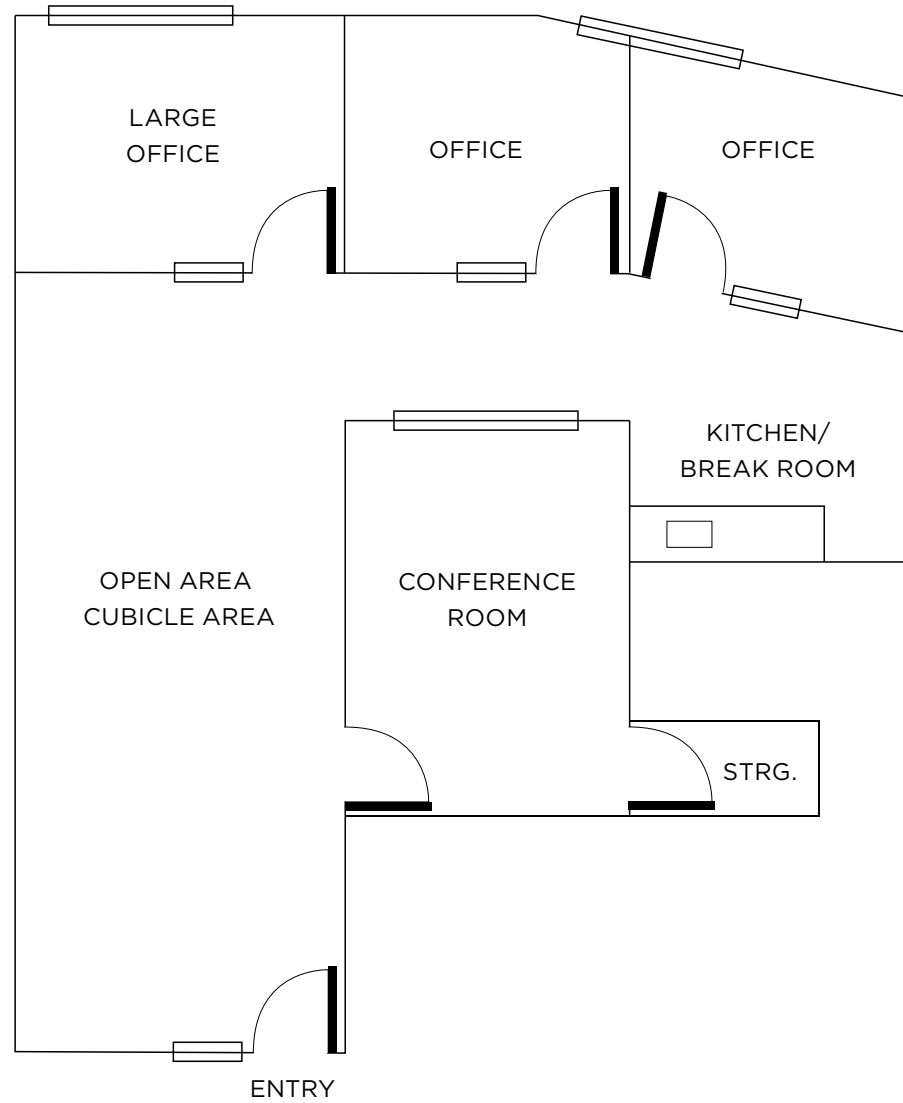 LARGE
OFFICE
OFFICE
OFFICE
KITCHEN/
BREAK ROOM
OPEN AREA
CUBICLE AREA
CONFERENCE
ROOM
STRG.
ENTRY